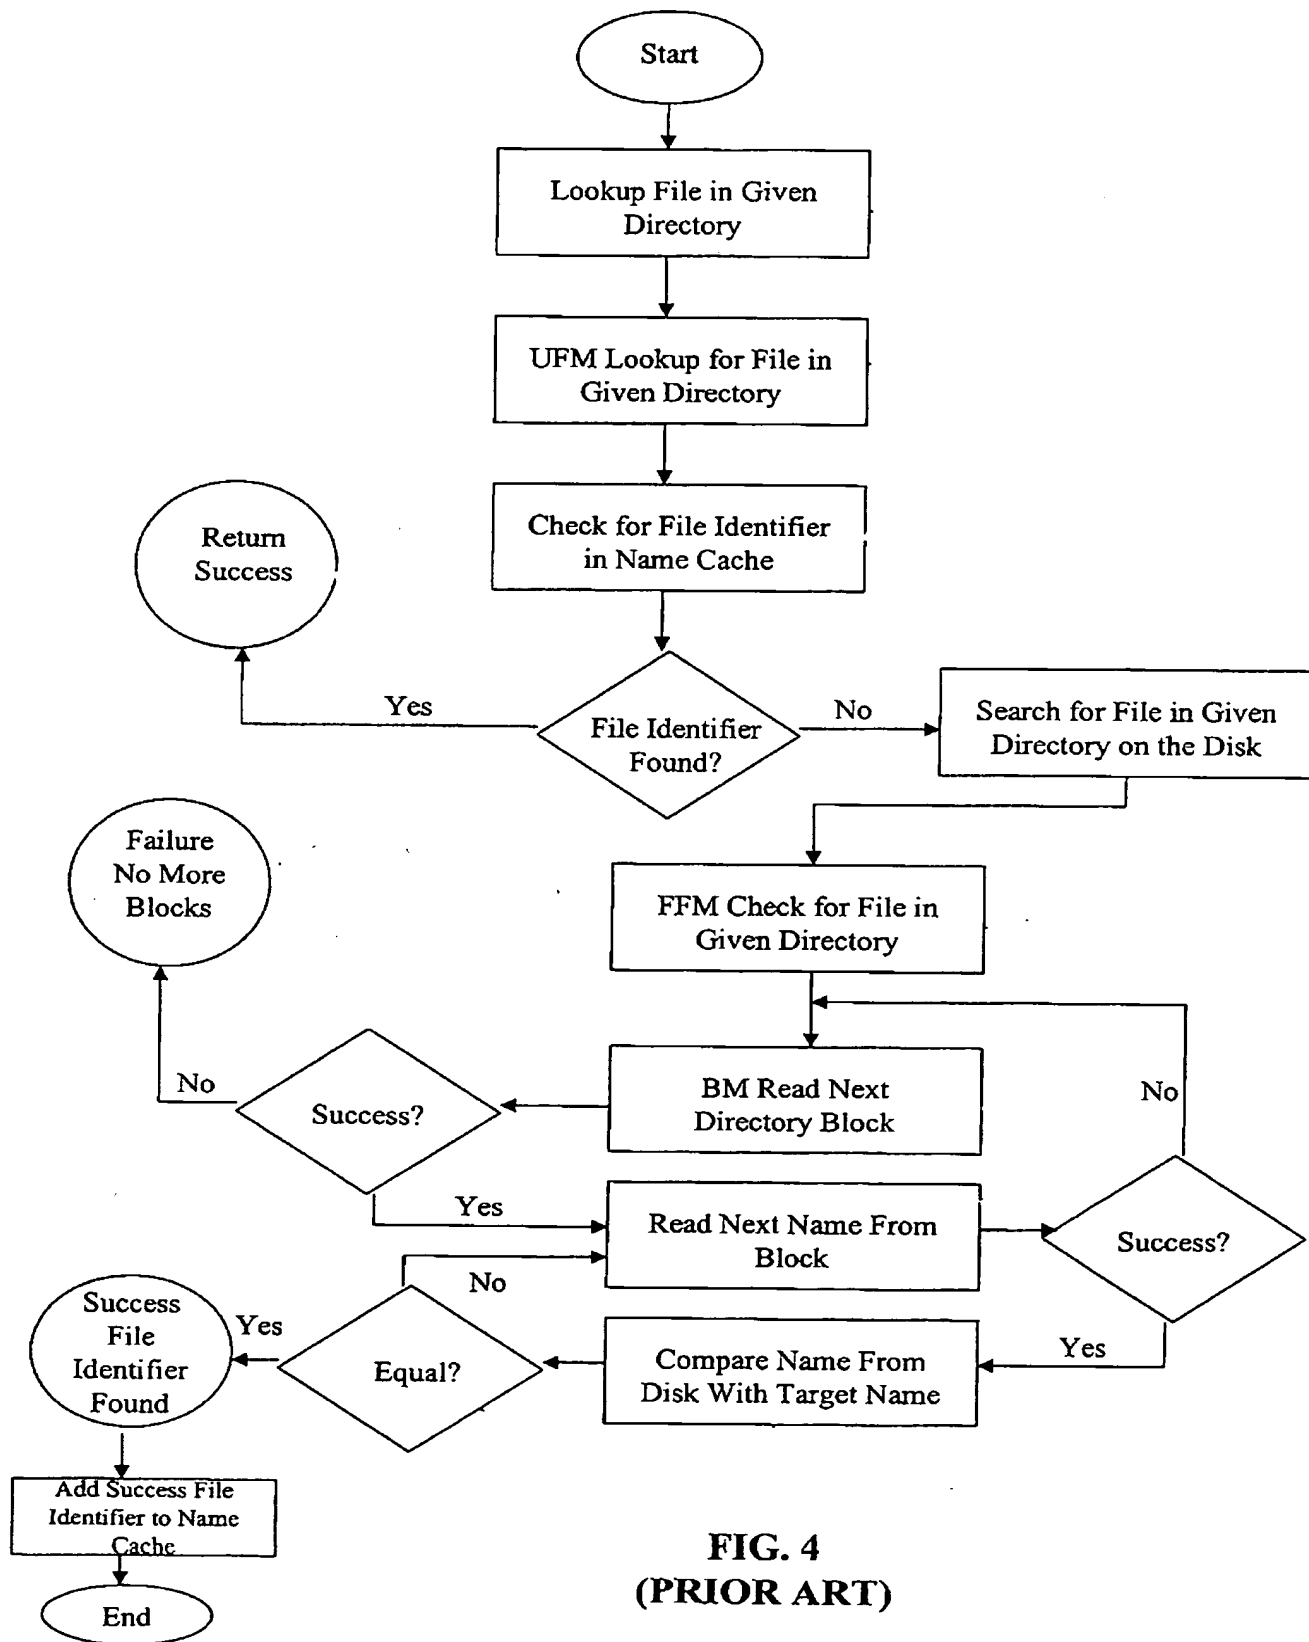 Start
Lookup File in Given
Directory
UFM Lookup for File in
Given Directory
Check for File Identifier
in Name Cache
Return
Success
Yes
File Identifier
Found?
No
Search for File in Given
Directory on the Disk
Failure
No More
Blocks
FFM Check for File in
Given Directory
No
Success?
BM Read Next
Directory Block
No
Yes
Read Next Name From
Block
Success?
No
Success
File
Identifier
Found
Yes
Equal?
Compare Name From
Disk With Target Name
Yes
Add Success File
Identifier to Name
Cache
End
FIG. 4
(PRIOR ART)